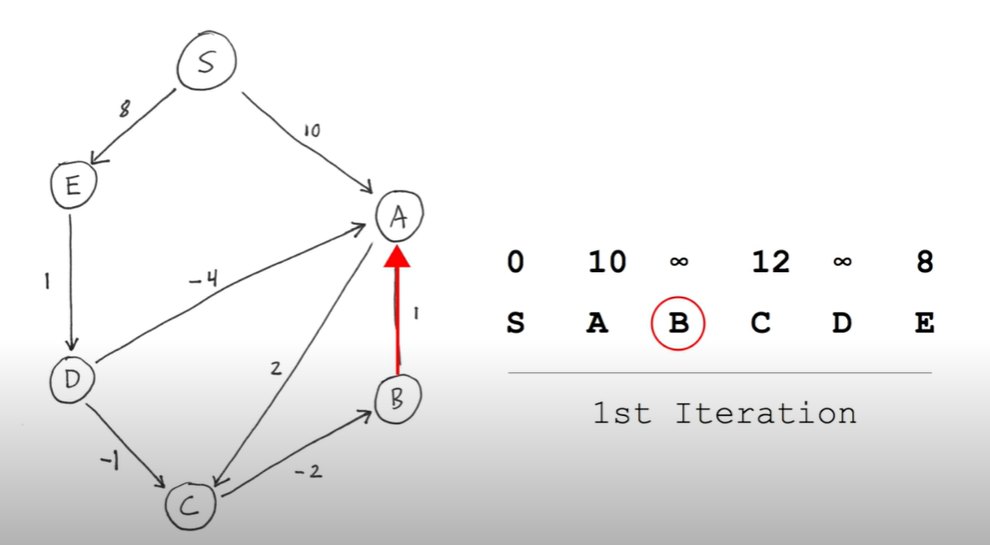 S
8
10
E
A
1
-4
1
2
D
B
-1
-2
C
0 10 ∞ 12 ∞ 8
S A B C D E
1st Iteration